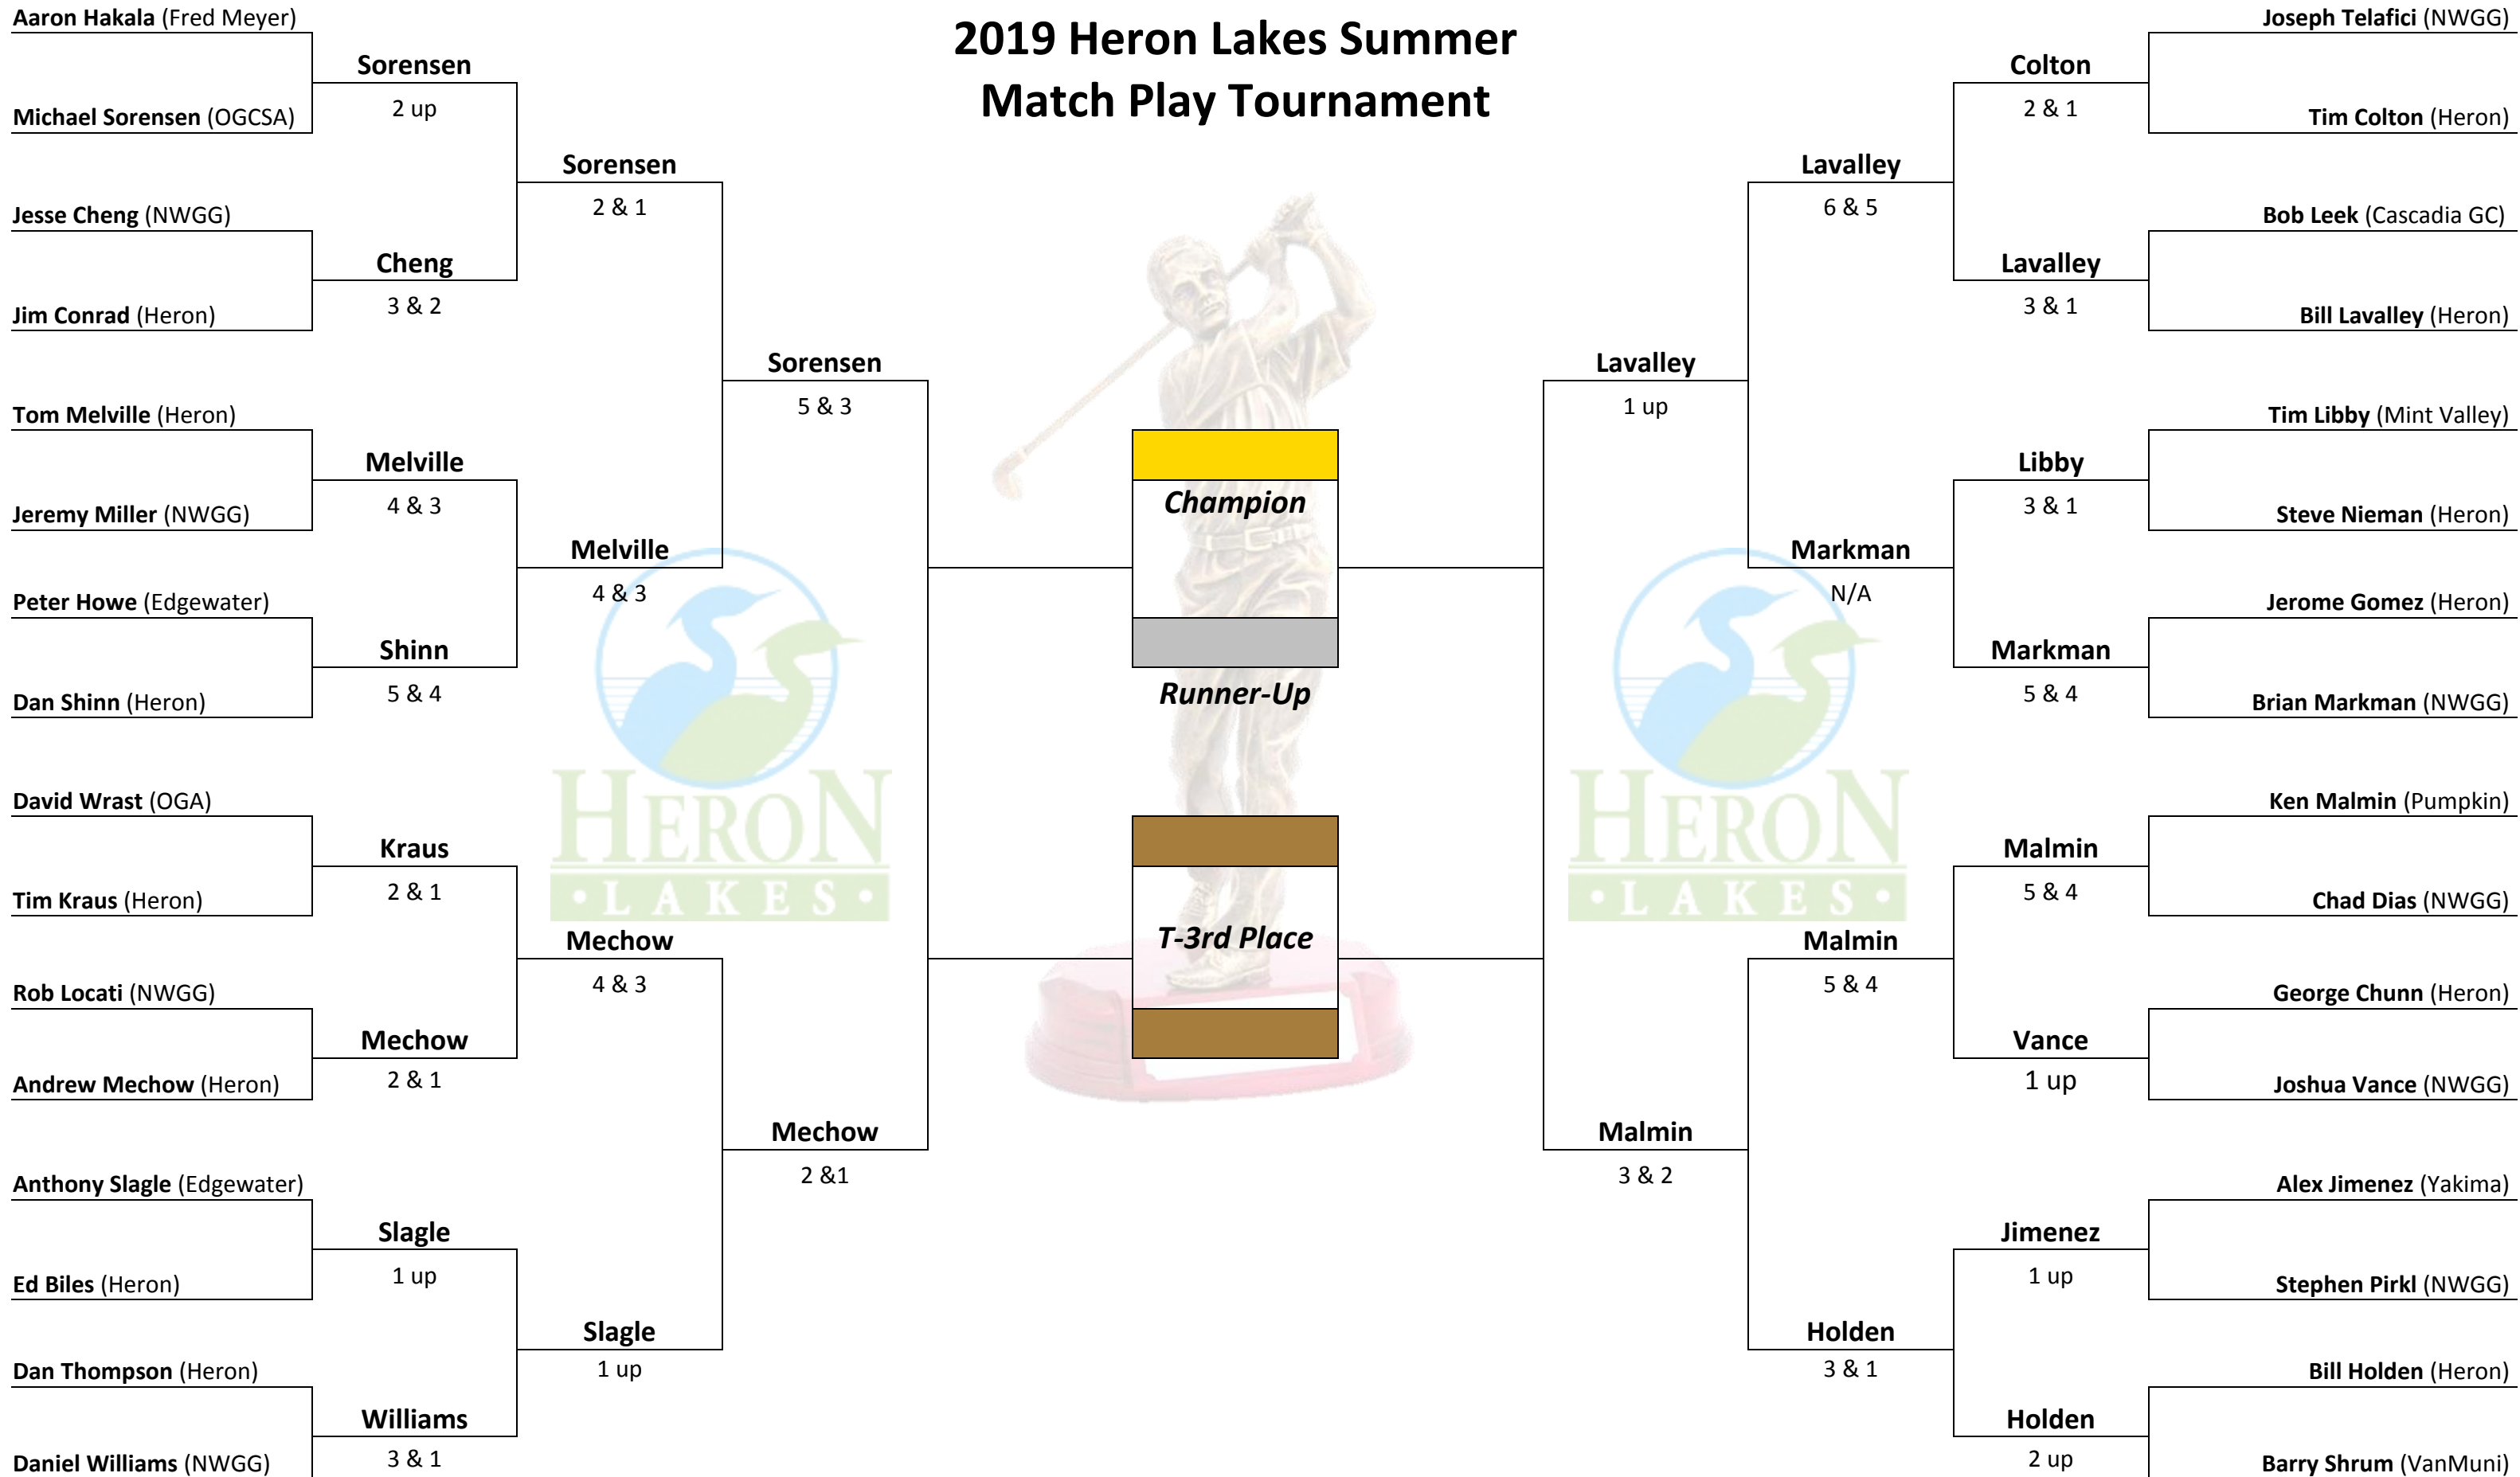 2019 Heron Lakes Summer
Match Play Tournament
Aaron Hakala (Fred Meyer)
Sorensen
2 up
Michael Sorensen (OGCSA)
Sorensen
2 & 1
Jesse Cheng (NWGG)
Cheng
3 & 2
Jim Conrad (Heron)
Sorensen
5 & 3
Tom Melville (Heron)
Melville
4 & 3
Jeremy Miller (NWGG)
Melville
4 & 3
Peter Howe (Edgewater)
Shinn
5 & 4
Dan Shinn (Heron)
David Wrast (OGA)
Kraus
2 & 1
Tim Kraus (Heron)
Mechow
4 & 3
Rob Locati (NWGG)
Mechow
2 & 1
Andrew Mechow (Heron)
Mechow
2 &1
Anthony Slagle (Edgewater)
Slagle
1 up
Ed Biles (Heron)
Slagle
1 up
Dan Thompson (Heron)
Williams
3 & 1
Daniel Williams (NWGG)
HERON
• LAKES •
Champion
Runner-Up
T-3rd Place
HERON
• LAKES •
Joseph Telafici (NWGG)
Colton
2 & 1
Tim Colton (Heron)
Lavalley
6 & 5
Bob Leek (Cascadia GC)
Lavalley
3 & 1
Bill Lavalley (Heron)
Lavalley
1 up
Tim Libby (Mint Valley)
Libby
3 & 1
Steve Nieman (Heron)
Markman
N/A
Jerome Gomez (Heron)
Markman
5 & 4
Brian Markman (NWGG)
Ken Malmin (Pumpkin)
Malmin
5 & 4
Chad Dias (NWGG)
Malmin
5 & 4
George Chunn (Heron)
Vance
1 up
Joshua Vance (NWGG)
Malmin
3 & 2
Alex Jimenez (Yakima)
Jimenez
1 up
Stephen Pirkl (NWGG)
Holden
3 & 1
Bill Holden (Heron)
Holden
2 up
Barry Shrum (VanMuni)